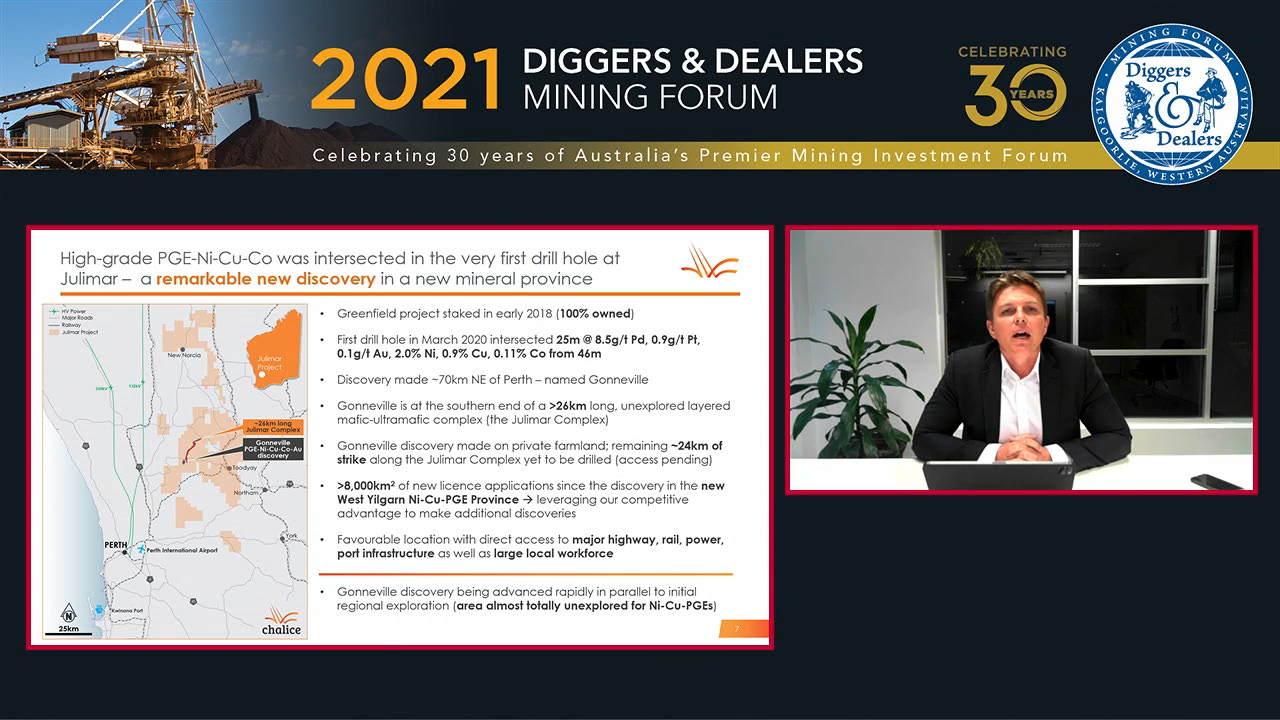 2021
DIGGERS & DEALERS
MINING FORUM
CELEBRATING
30
YEARS
MINING FORUM
Diggers
&
Dealers
KALGOORLIE, WESTERN AUSTRALIA
Celebrating 30 years of Australia's Premier Mining Investment Forum
High-grade PGE-Ni-Cu-Co was intersected in the very first drill hole at
Julimar – a remarkable new discovery in a new mineral province
HV Power
Major Roads
Railway
Julimar Project
New Norcia
Julimar
Project
330kV
132kV
~26km long
Julimar Complex
Gonneville
PGE-Ni-Cu-Co-Au
discovery
Toodyay
Northam
York
PERTH
Perth International Airport
Kwinana Port
N
25km
chalice
• Greenfield project staked in early 2018 (100% owned)
• First drill hole in March 2020 intersected 25m @ 8.5g/t Pd, 0.9g/t Pt,
0.1g/t Au, 2.0% Ni, 0.9% Cu, 0.11% Co from 46m
• Discovery made ~70km NE of Perth – named Gonneville
• Gonneville is at the southern end of a >26km long, unexplored layered
mafic-ultramafic complex (the Julimar Complex)
• Gonneville discovery made on private farmland; remaining ~24km of
strike along the Julimar Complex yet to be drilled (access pending)
• >8,000km² of new licence applications since the discovery in the new
West Yilgarn Ni-Cu-PGE Province → leveraging our competitive
advantage to make additional discoveries
• Favourable location with direct access to major highway, rail, power,
port infrastructure as well as large local workforce
• Gonneville discovery being advanced rapidly in parallel to initial
regional exploration (area almost totally unexplored for Ni-Cu-PGEs)
7